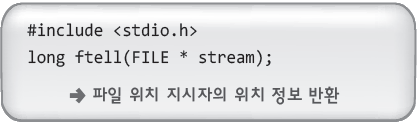 #include <stdio.h>
long ftell(FILE * stream);
➔ 파일 위치 지시자의 위치 정보 반환